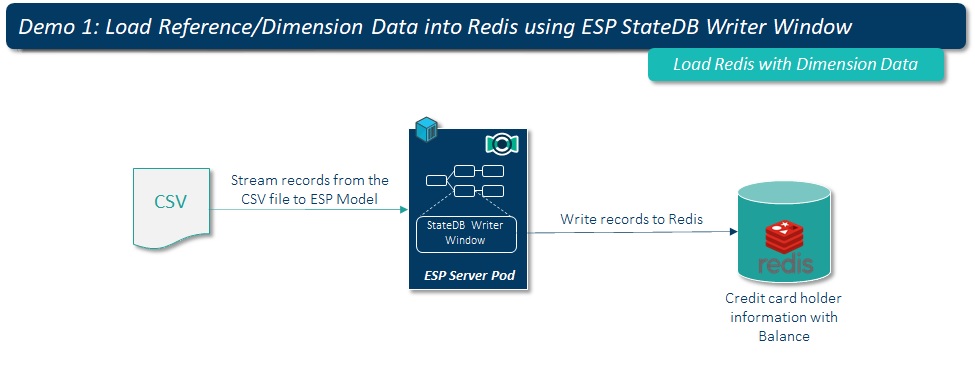 Demo 1: Load Reference/Dimension Data into Redis using ESP StateDB Writer Window
Load Redis with Dimension Data
CSV
Stream records from the
CSV file to ESP Model
StateDB Writer
Window
ESP Server Pod
Write records to Redis
redis
Credit card holder
information with
Balance